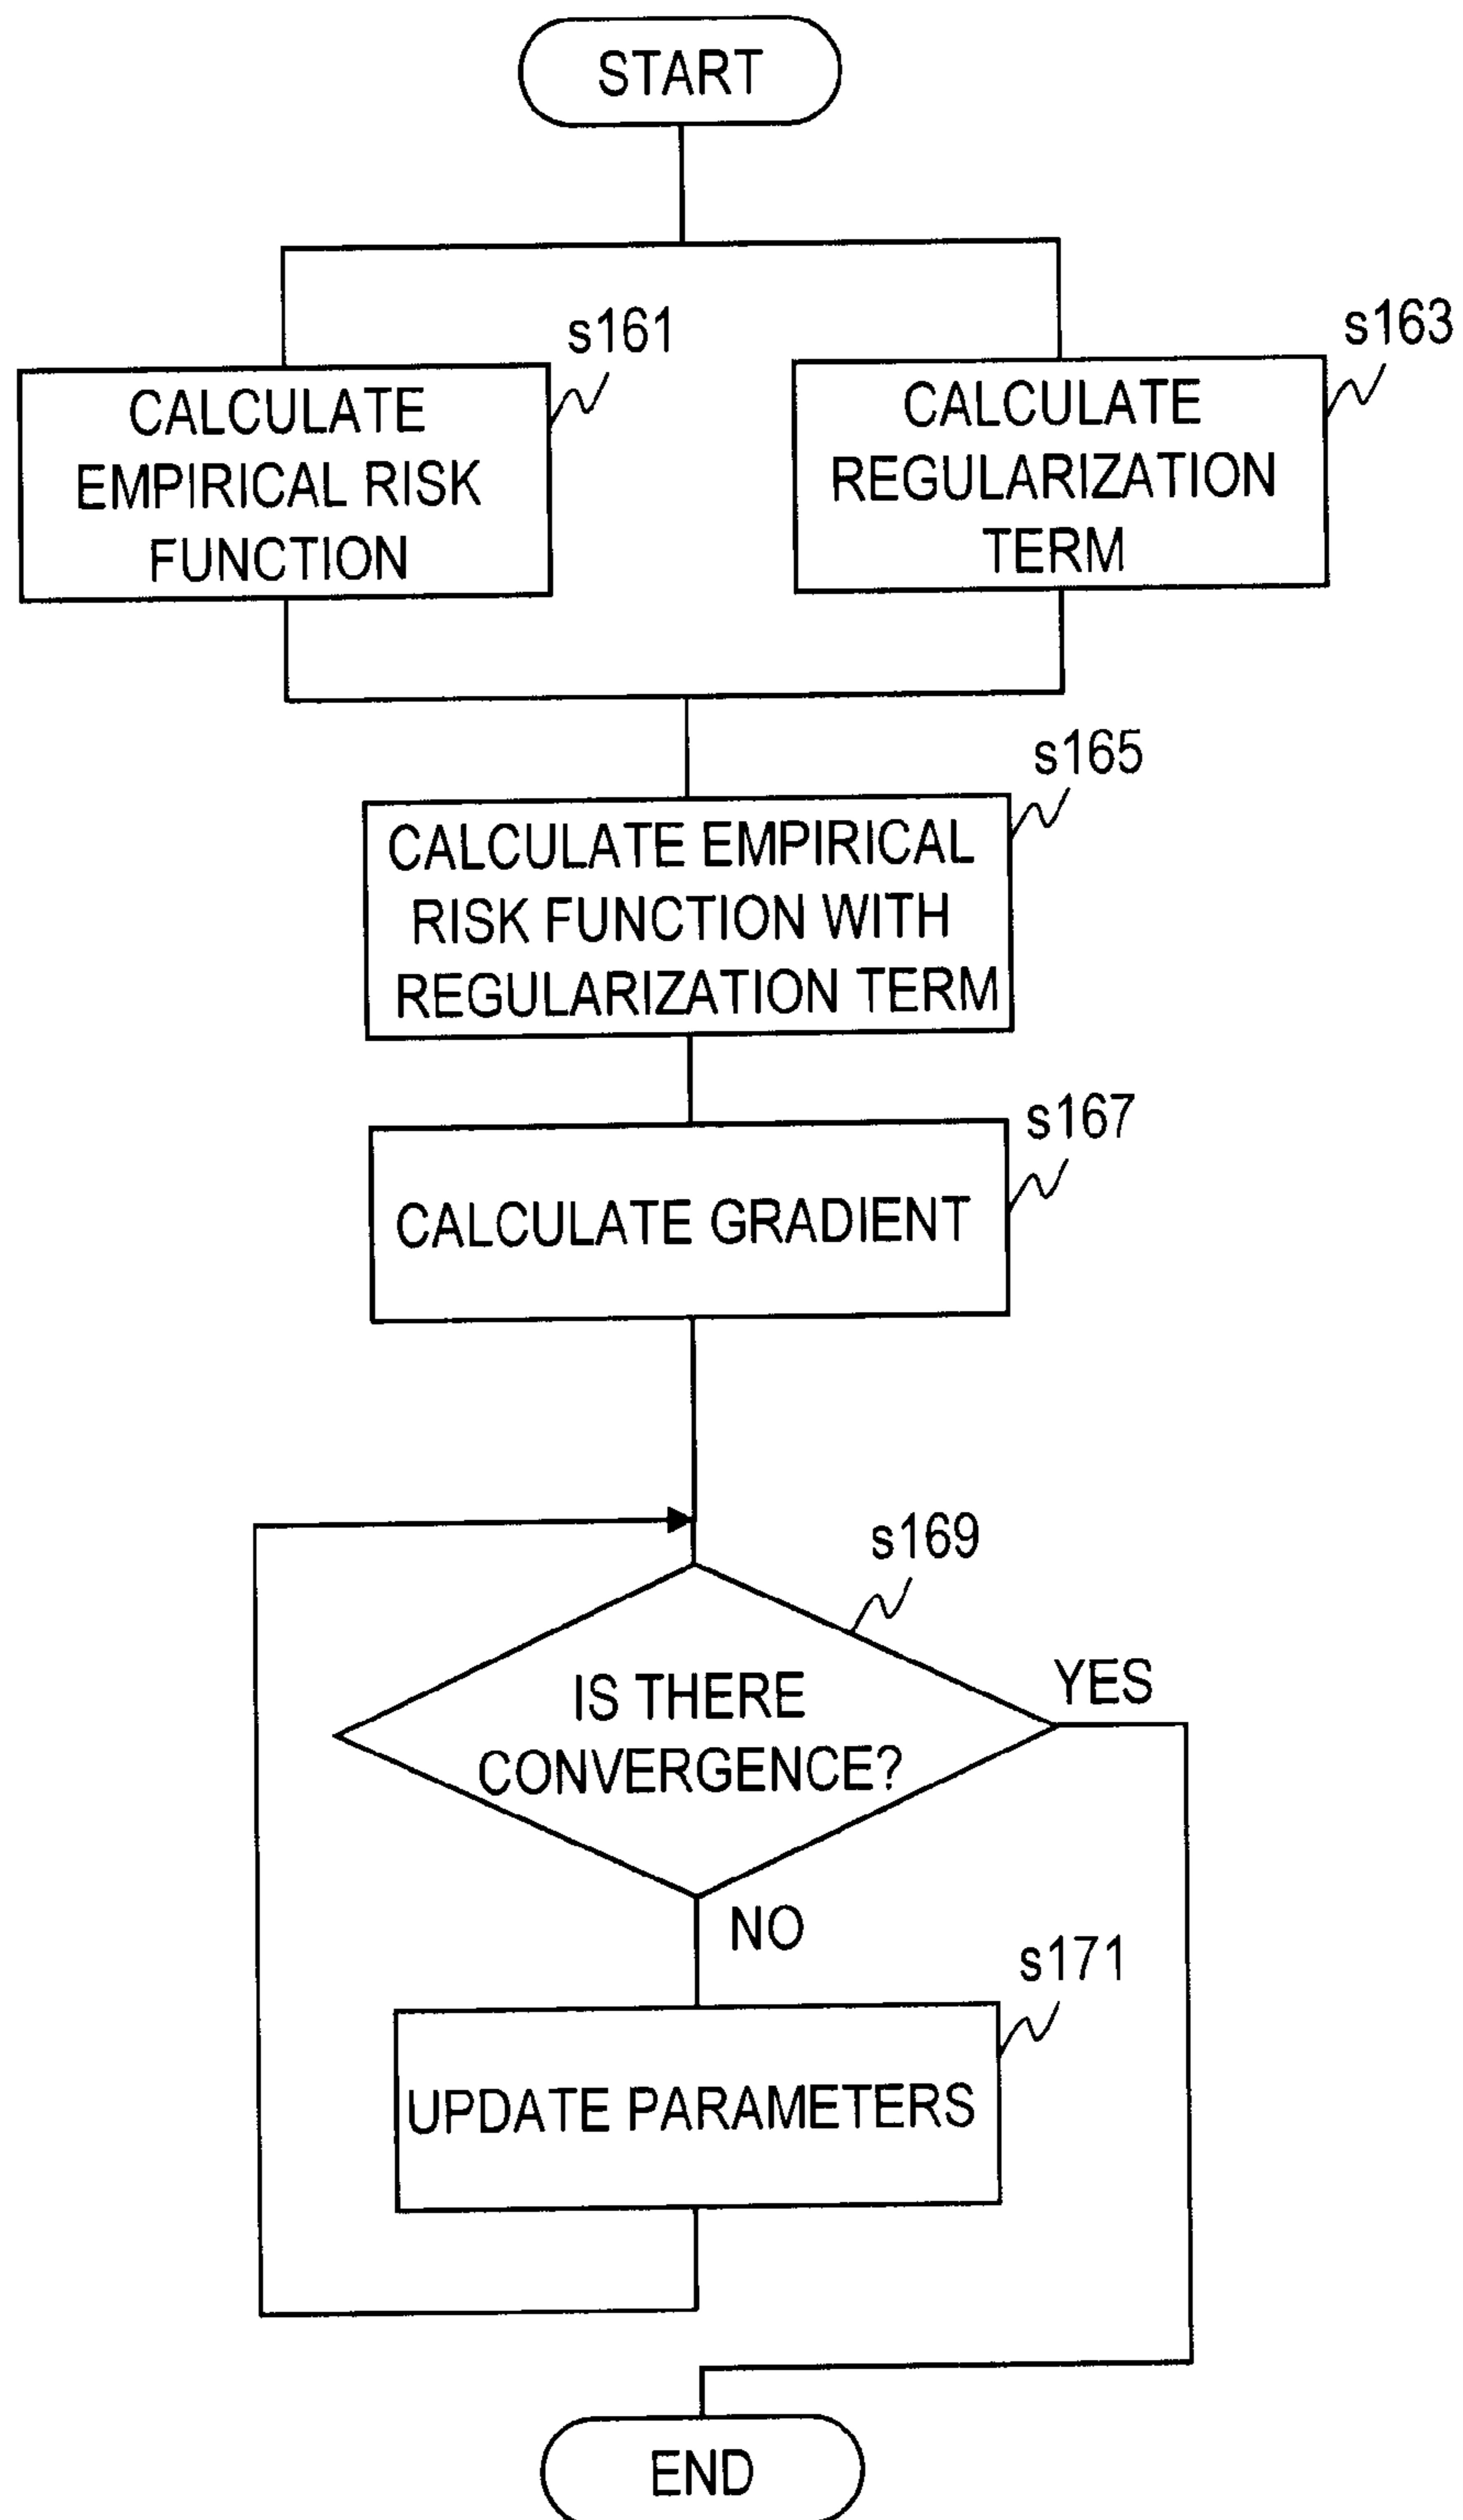 START
s161
CALCULATE
EMPIRICAL RISK
FUNCTION
s163
CALCULATE
REGULARIZATION
TERM
s165
CALCULATE EMPIRICAL
RISK FUNCTION WITH
REGULARIZATION TERM
s167
CALCULATE GRADIENT
s169
IS THERE
CONVERGENCE?
YES
NO
s171
UPDATE PARAMETERS
END